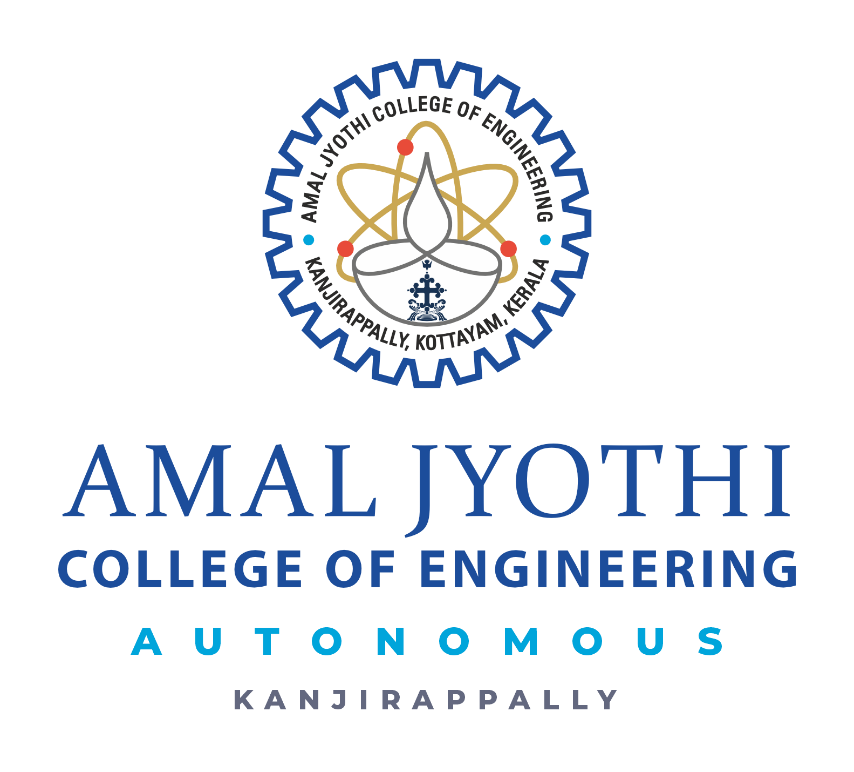 AMAL JYOTHI COLLEGE OF ENGINEERING
KANJIRAPPALLY, KOTTAYAM, KERALA
AMAL JYOTHI
COLLEGE OF ENGINEERING
AUTONOMOUS
KANJIRAPPALLY